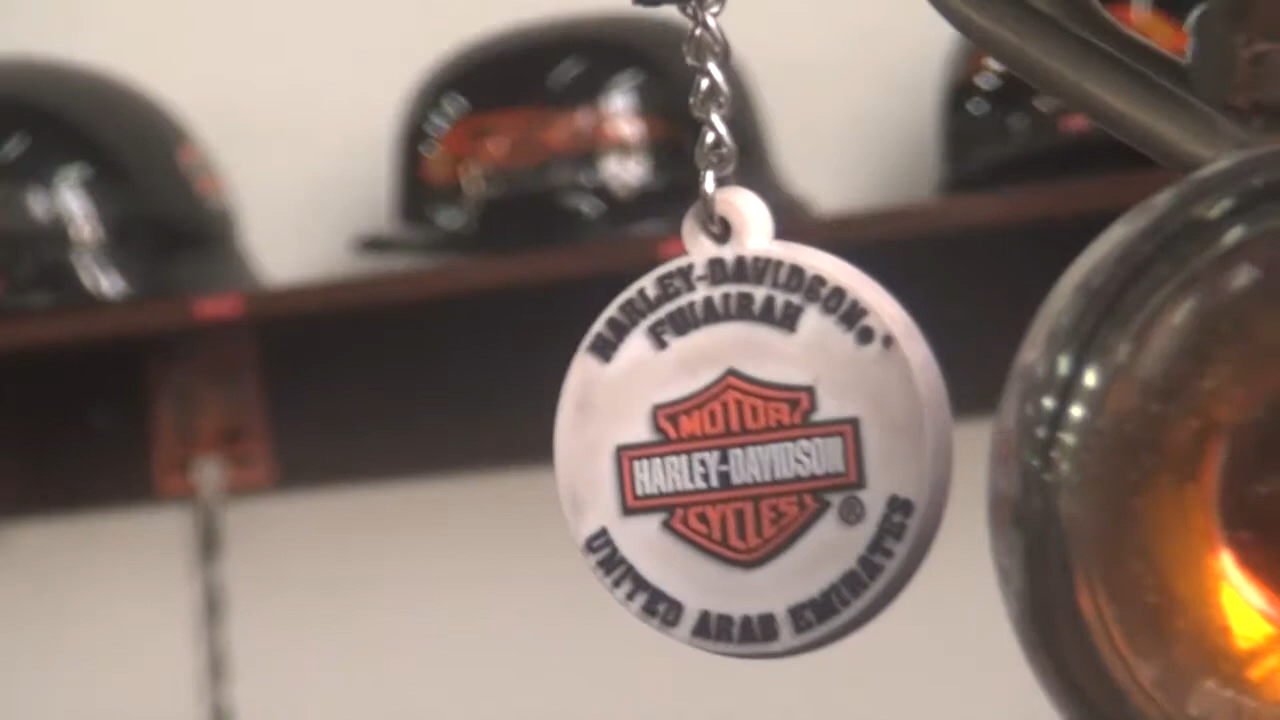 HARLEY-DAVIDSON®
FUJAIRAH
MOTOR
HARLEY-DAVIDSON
CYCLES
®
UNITED ARAB EMIRATES